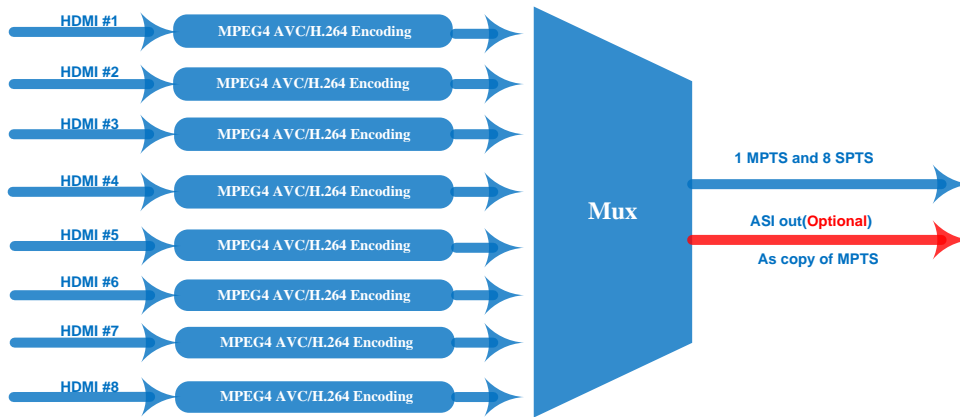 HDMI #1
MPEG4 AVC/H.264 Encoding
HDMI #2
MPEG4 AVC/H.264 Encoding
HDMI #3
MPEG4 AVC/H.264 Encoding
HDMI #4
MPEG4 AVC/H.264 Encoding
HDMI #5
MPEG4 AVC/H.264 Encoding
HDMI #6
MPEG4 AVC/H.264 Encoding
HDMI #7
MPEG4 AVC/H.264 Encoding
HDMI #8
MPEG4 AVC/H.264 Encoding
Mux
1 MPTS and 8 SPTS
ASI out(Optional)
As copy of MPTS